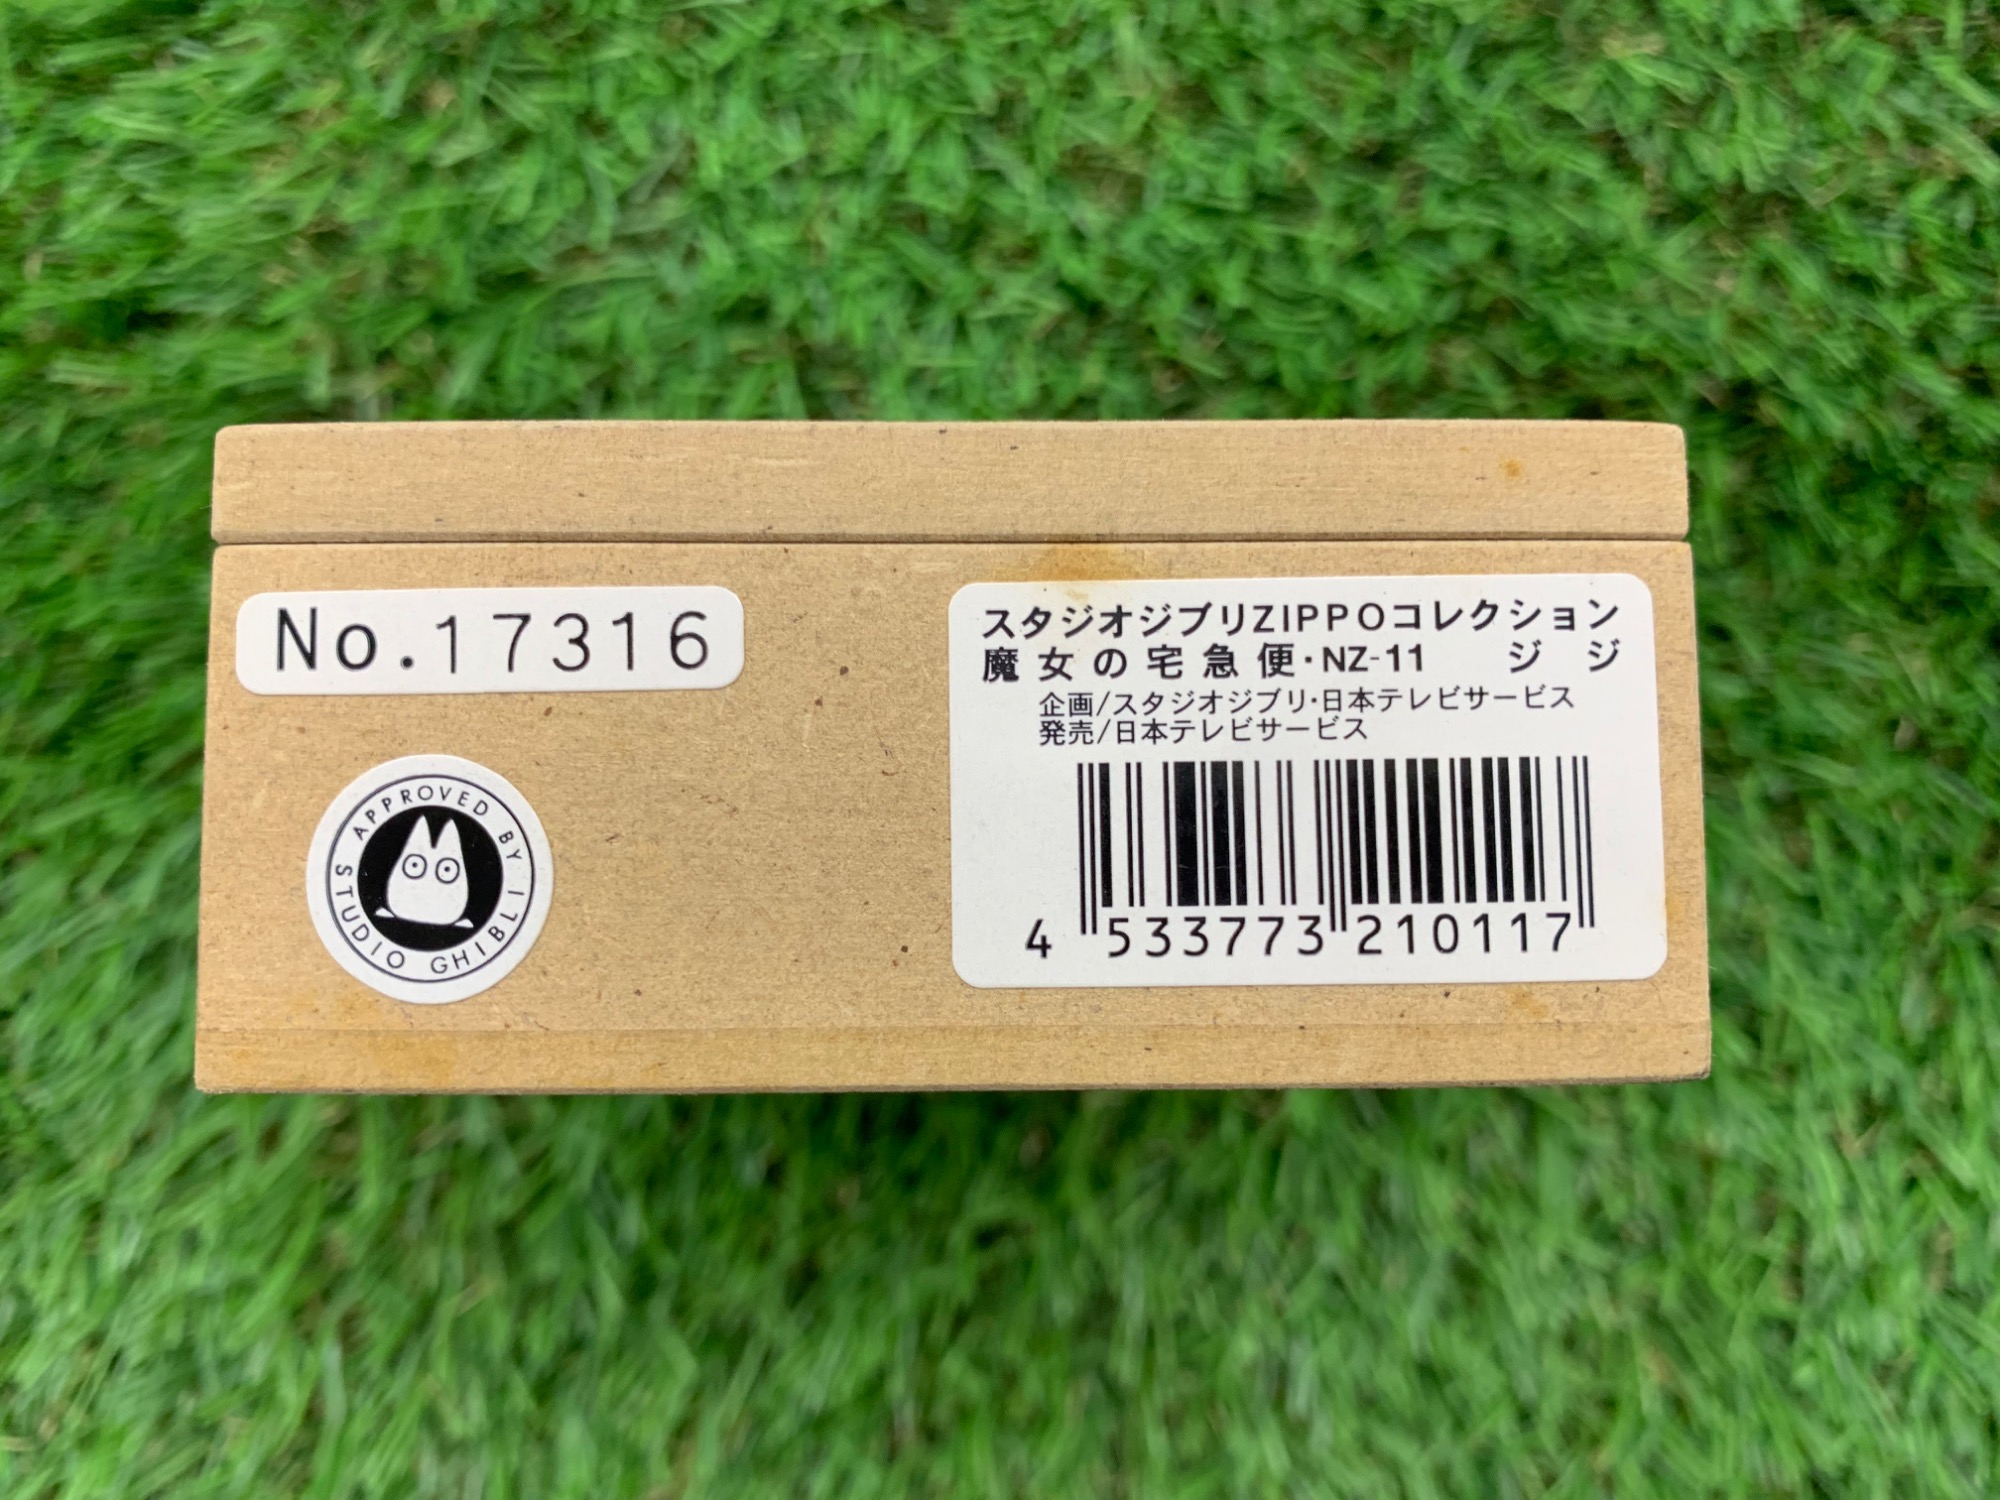 No.17316
APPROVED BY
STUDIO GHIBLI
スタジオジブリZIPPOコレクション
魔女の宅急便・NZ-11 ジジ
企画/スタジオジブリ・日本テレビサービス
発売/日本テレビサービス
4 533773 210117